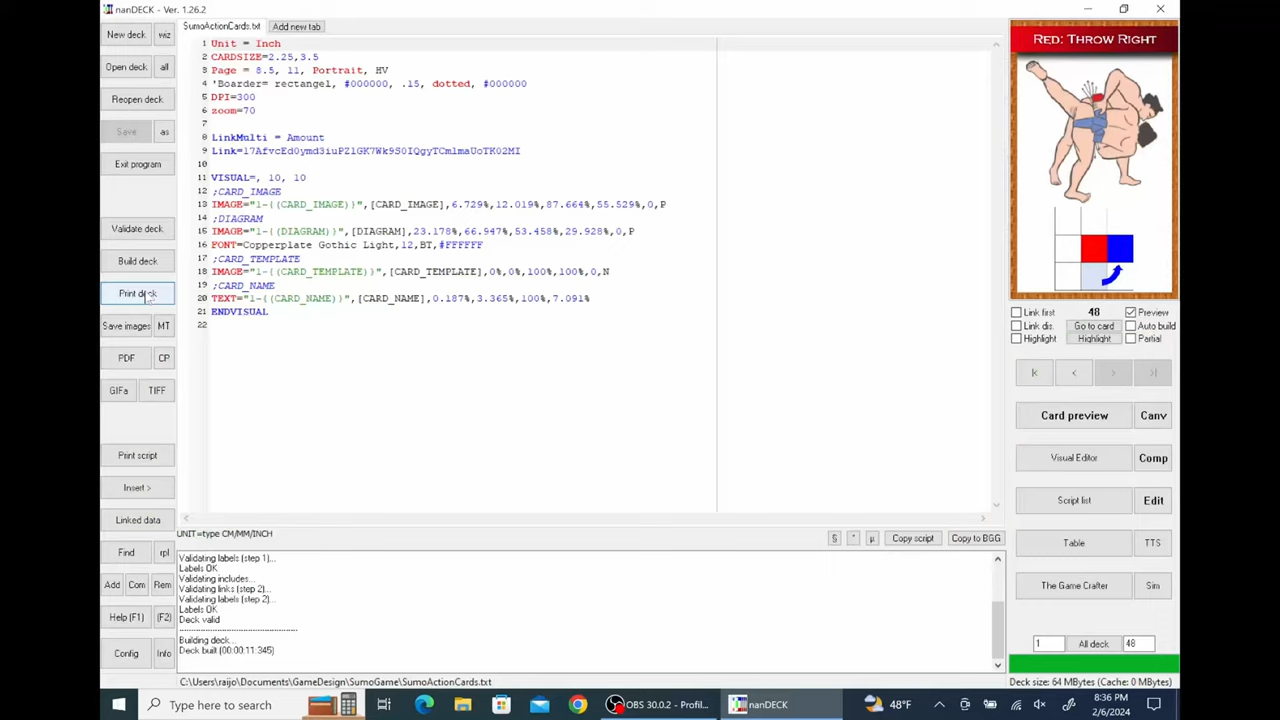 nanDECK - Ver. 1.26.2
New deck wiz
Open deck all
Reopen deck
Save as
Exit program
Validate deck
Build deck
Print deck
Save images MT
PDF CP
GIFa TIFF
Print script
Insert >
Linked data
Find rpl
Add Com Rem
Help (F1) (F2)
Config Info
SumoActionCards.txt Add new tab
1 Unit = Inch
2 CARDSIZE=2.25,3.5
3 Page = 8.5, 11, Portrait, HV
4 'Boarder= rectangel, #000000, .15, dotted, #000000
5 DPI=300
6 zoom=70
7
8 LinkMulti = Amount
9 Link=17AfvcEd0ymd3iuPZlGK7Wk9S0IQgyTCmlmaUoTK02MI
10
11 VISUAL=, 10, 10
12 ;CARD_IMAGE
13 IMAGE="1-{(CARD_IMAGE)}",[CARD_IMAGE],6.729%,12.019%,87.664%,55.529%,0,P
14 ;DIAGRAM
15 IMAGE="1-{(DIAGRAM)}",[DIAGRAM],23.178%,66.947%,53.458%,29.928%,0,P
16 FONT=Copperplate Gothic Light,12,BT,#FFFFFF
17 ;CARD_TEMPLATE
18 IMAGE="1-{(CARD_TEMPLATE)}",[CARD_TEMPLATE],0%,0%,100%,100%,0,N
19 ;CARD_NAME
20 TEXT="1-{(CARD_NAME)}",[CARD_NAME],0.187%,3.365%,100%,7.091%
21 ENDVISUAL
22
UNIT=type CM/MM/INCH
§ " µ Copy script Copy to BGG
Validating labels (step 1)...
Labels OK
Validating includes...
Validating links (step 2)...
Validating labels (step 2)...
Labels OK
Deck valid
Building deck...
Deck built (00:00:11:345)
C:\Users\raijo\Documents\GameDesign\SumoGame\SumoActionCards.txt
Red: Throw Right
Link first 48 Preview
Link dis. Go to card Auto build
Highlight Highlight Partial
|< < > >|
Card preview Canv
Visual Editor Comp
Script list Edit
Table TTS
The Game Crafter Sim
1 All deck 48
Deck size: 64 MBytes (Cache: 0 MBytes)
Type here to search
OBS 30.0.2 - Profil...
nanDECK
48°F
8:36 PM
2/6/2024